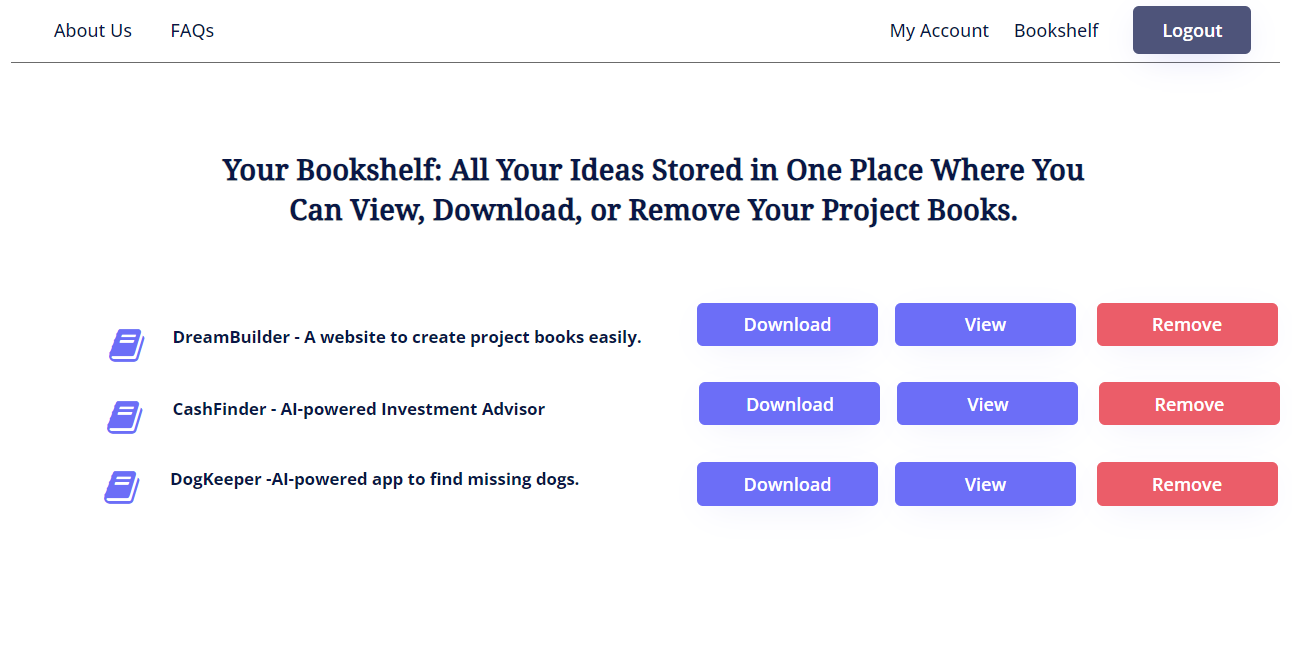 About Us FAQs My Account Bookshelf Logout
Your Bookshelf: All Your Ideas Stored in One Place Where You
Can View, Download, or Remove Your Project Books.
DreamBuilder - A website to create project books easily. Download View Remove
CashFinder - AI-powered Investment Advisor Download View Remove
DogKeeper -AI-powered app to find missing dogs. Download View Remove